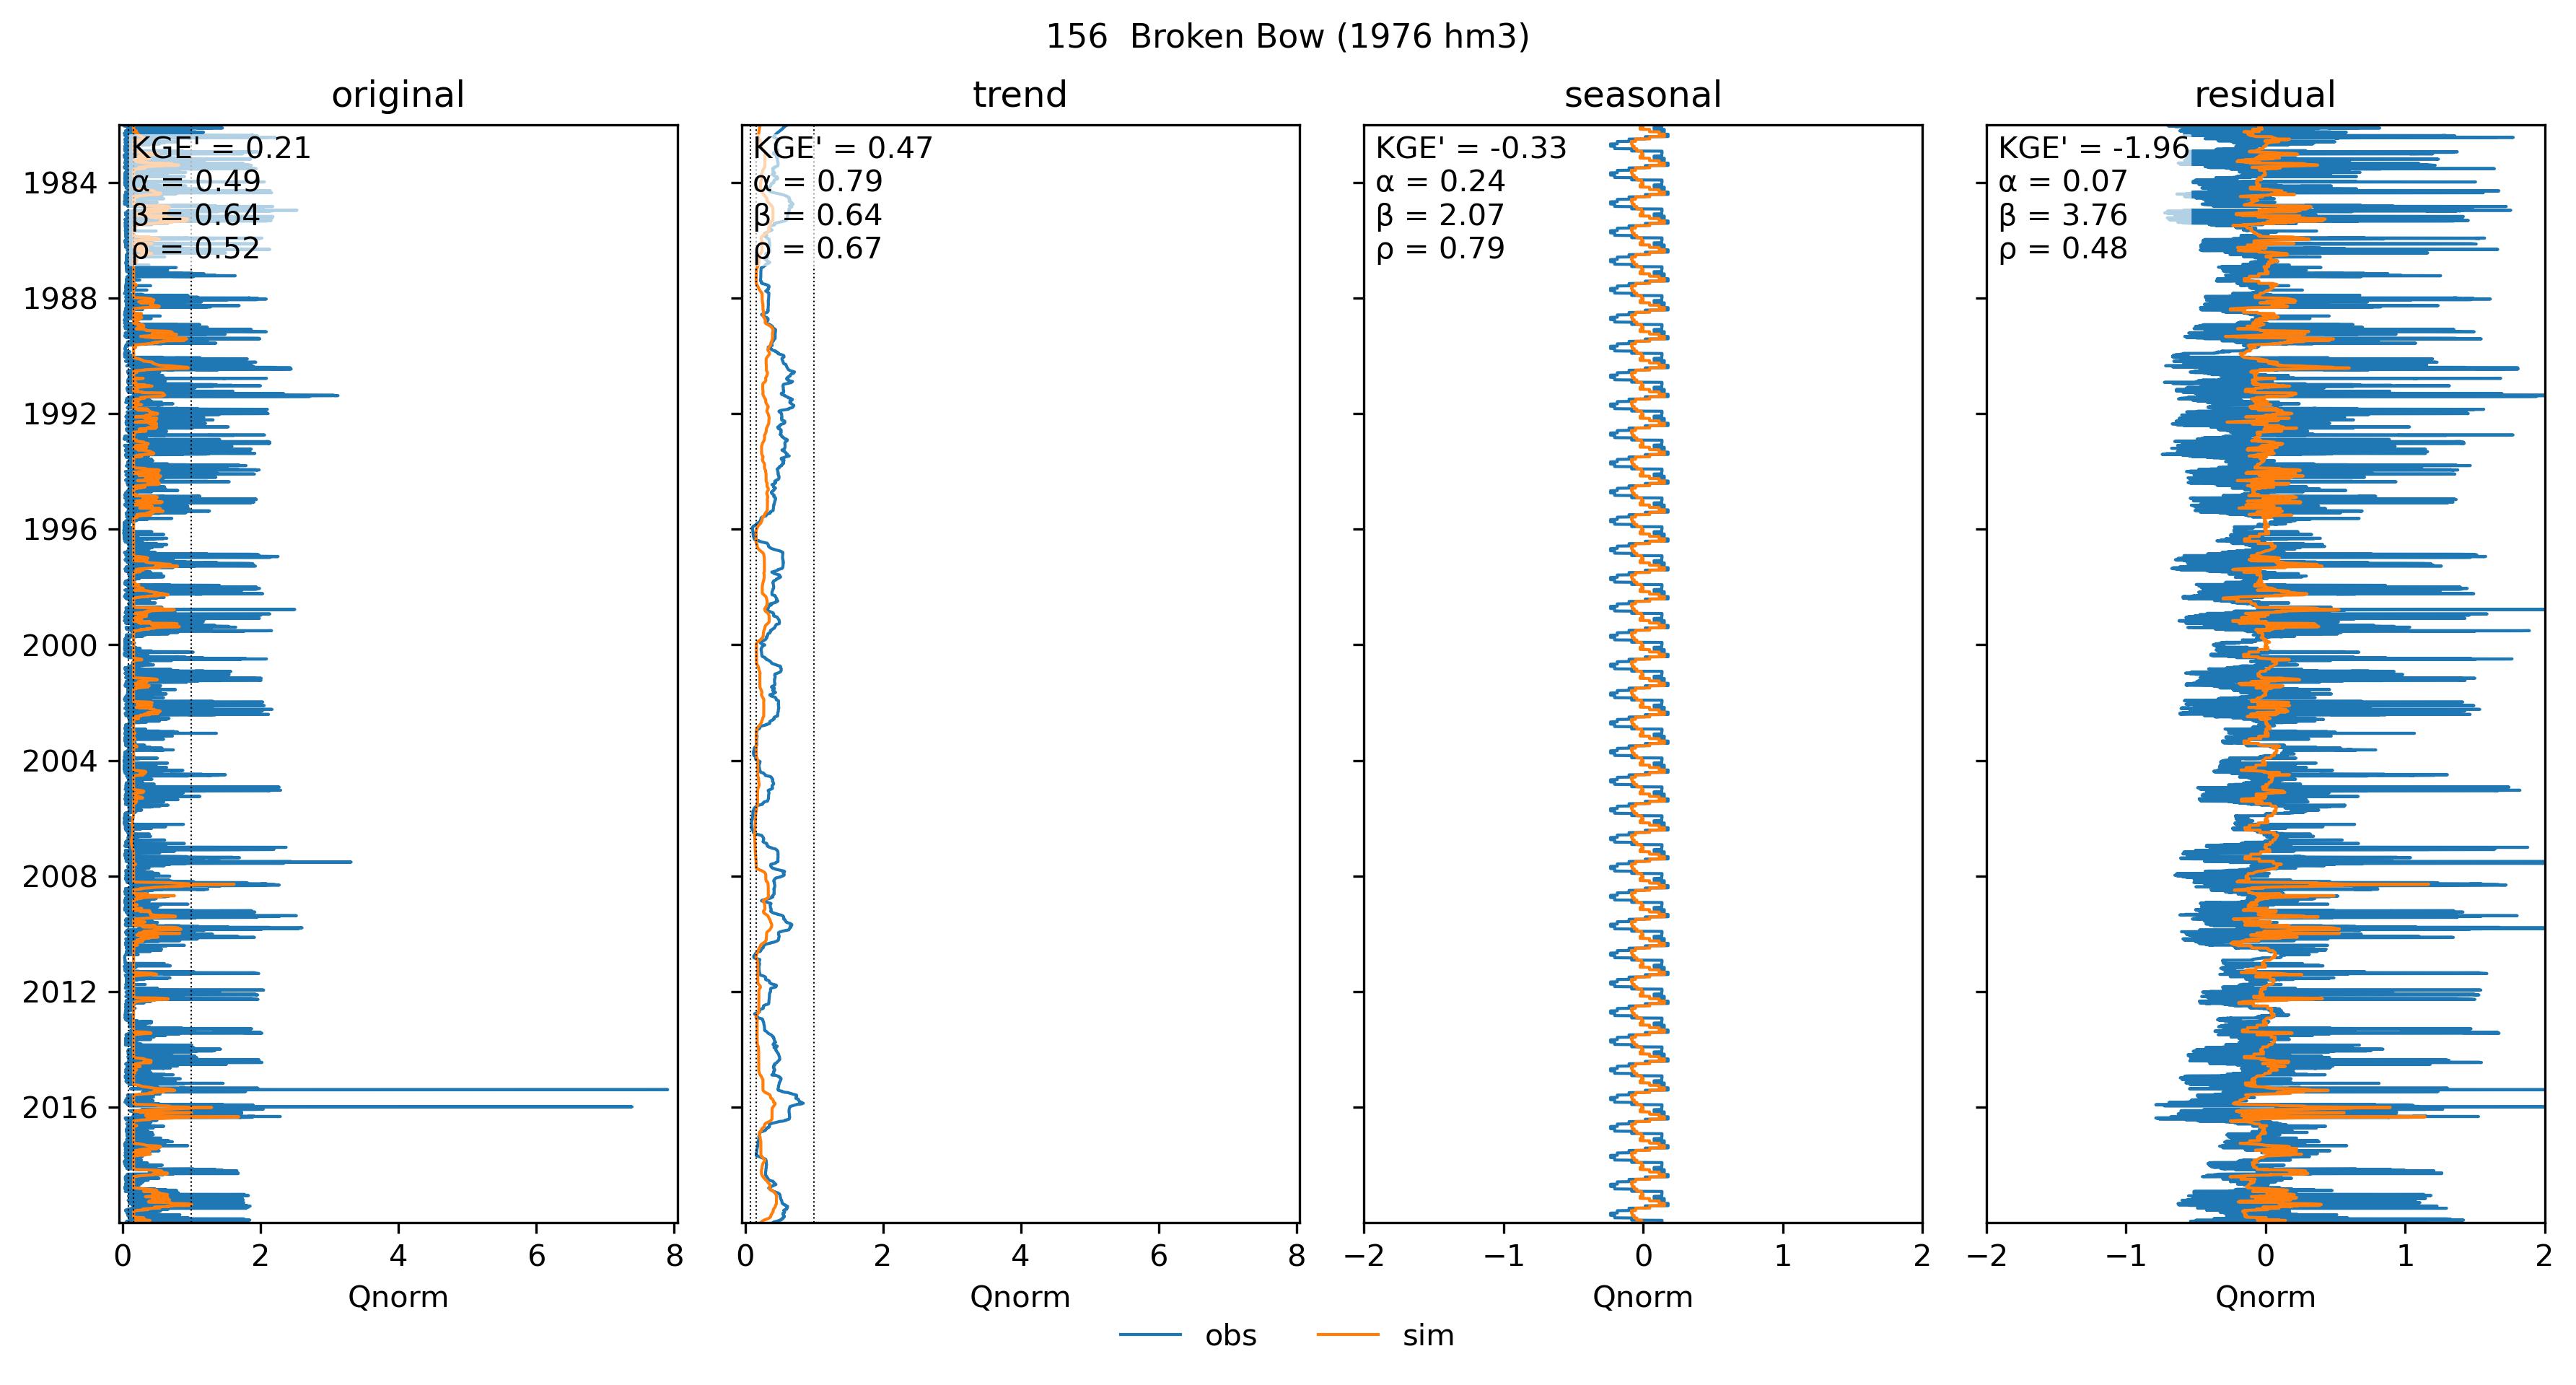 156  Broken Bow (1976 hm3)
original
trend
seasonal
residual
KGE' = 0.21
α = 0.49
β = 0.64
ρ = 0.52
KGE' = 0.47
α = 0.79
β = 0.64
ρ = 0.67
KGE' = -0.33
α = 0.24
β = 2.07
ρ = 0.79
KGE' = -1.96
α = 0.07
β = 3.76
ρ = 0.48
1984
1988
1992
1996
2000
2004
2008
2012
2016
0 2 4 6 8
0 2 4 6 8
−2 −1 0 1 2
−2 −1 0 1 2
Qnorm
Qnorm
Qnorm
Qnorm
obs
sim